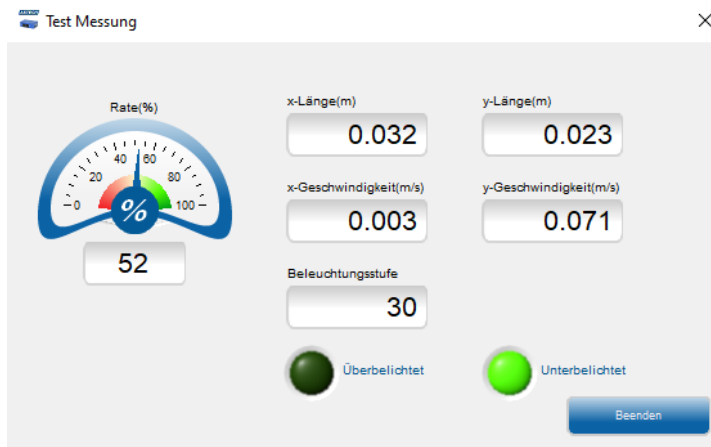 Test Messung
Rate(%)
0
20
40
60
80
100
%
52
x-Länge(m)
0.032
y-Länge(m)
0.023
x-Geschwindigkeit(m/s)
0.003
y-Geschwindigkeit(m/s)
0.071
Beleuchtungsstufe
30
Überbelichtet
Unterbelichtet
Beenden